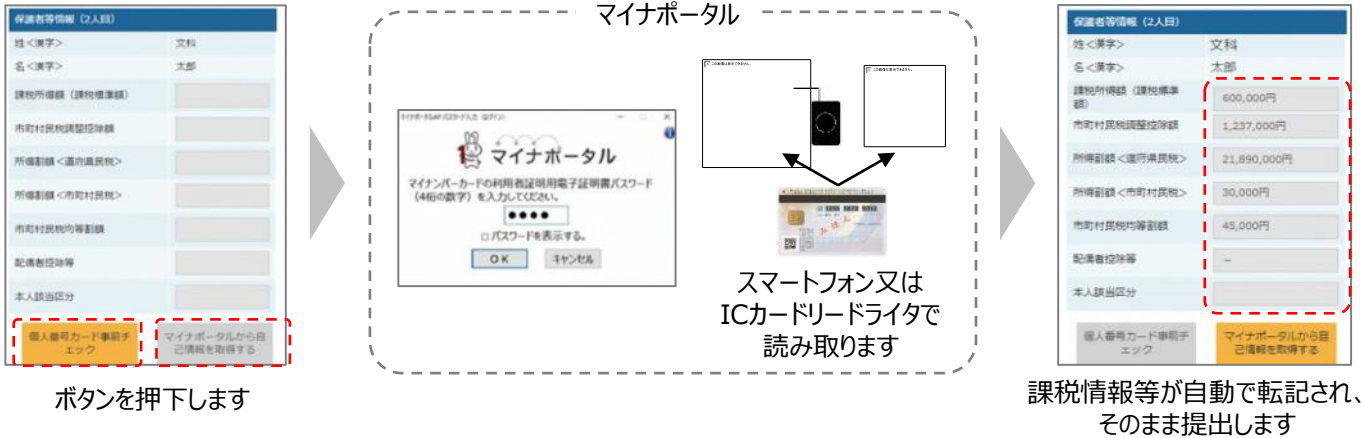 保護者等情報（2人目）
姓<漢字> 文科
名<漢字> 太郎
課税所得額（課税標準額）
市町村民税調整控除額
所得割額<道府県民税>
所得割額<市町村民税>
市町村民税均等割額
配偶者控除等
本人該当区分
個人番号カード事前チ
ェック
マイナポータルから自
己情報を取得する
ボタンを押下します
マイナポータル
マイナポータル
マイナンバーカードの利用者証明用電子証明書パスワード
（4桁の数字）を入力してください。
●●●●
□パスワードを表示する。
OK キャンセル
スマートフォン又は
ICカードリードライタで
読み取ります
保護者等情報（2人目）
姓<漢字> 文科
名<漢字> 太郎
課税所得額（課税標準
額） 600,000円
市町村民税調整控除額 1,237,000円
所得割額<道府県民税> 21,890,000円
所得割額<市町村民税> 30,000円
市町村民税均等割額 45,000円
配偶者控除等 －
本人該当区分
個人番号カード事前チ
ェック
マイナポータルから自
己情報を取得する
課税情報等が自動で転記され、
そのまま提出します